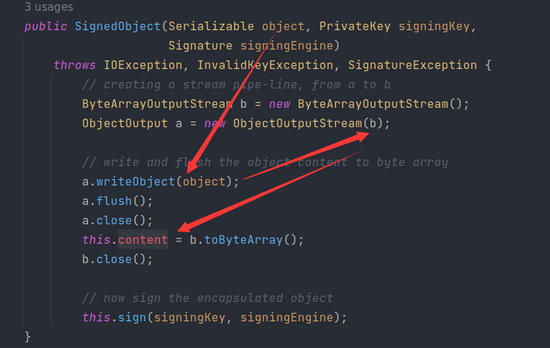 3 usages
public SignedObject(Serializable object, PrivateKey signingKey,
Signature signingEngine)
throws IOException, InvalidKeyException, SignatureException {
// creating a stream pipe-line, from a to b
ByteArrayOutputStream b = new ByteArrayOutputStream();
ObjectOutput a = new ObjectOutputStream(b);
// write and flush the object content to byte array
a.writeObject(object);
a.flush();
a.close();
this.content = b.toByteArray();
b.close();
// now sign the encapsulated object
this.sign(signingKey, signingEngine);
}